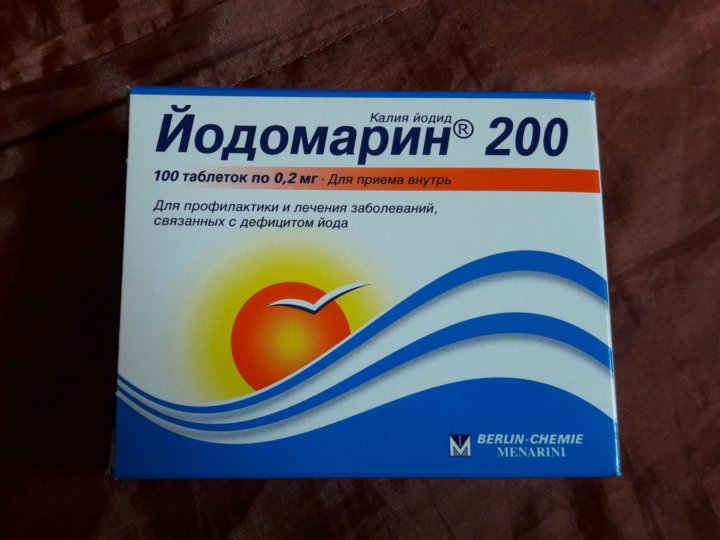 Калия йодид
Йодомарин® 200
100 таблеток по 0,2 мг · Для приема внутрь
Для профилактики и лечения заболеваний,
связанных с дефицитом йода
BERLIN-CHEMIE
MENARINI